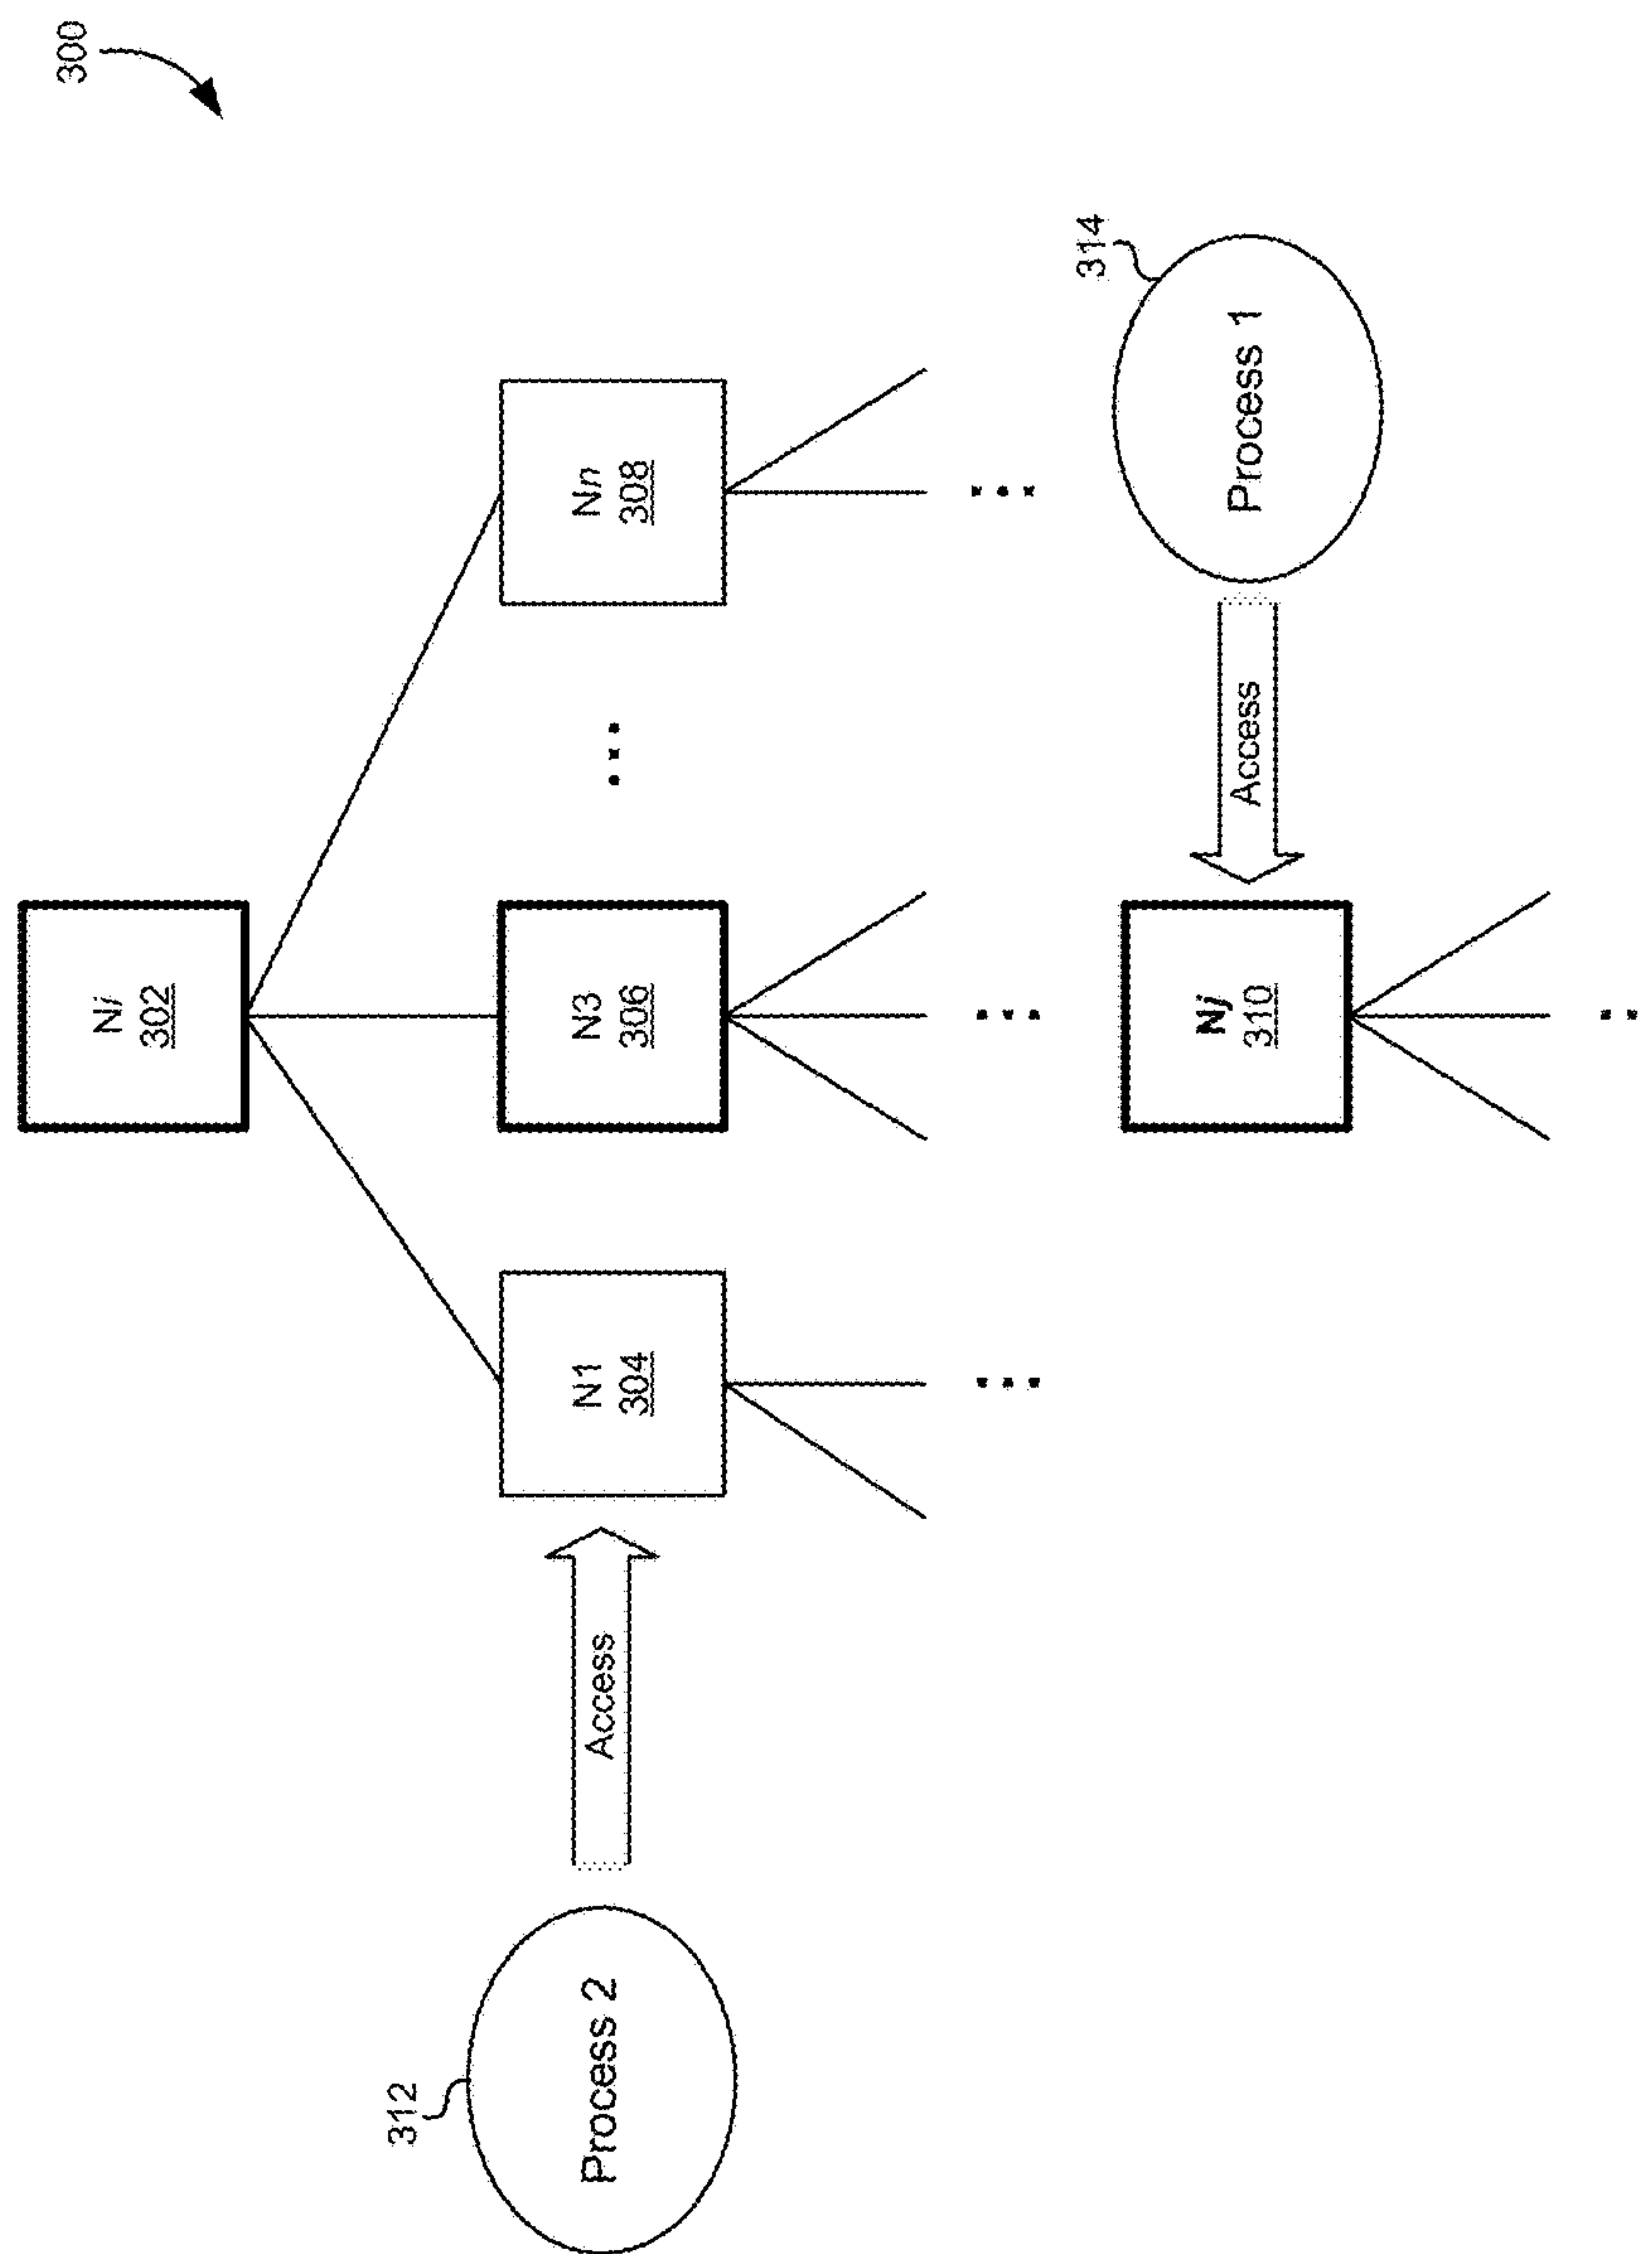 300
Ni
302
N1
304
N3
306
Nn
308
312
Process 2
Access
Nj
310
Access
Process 1
314